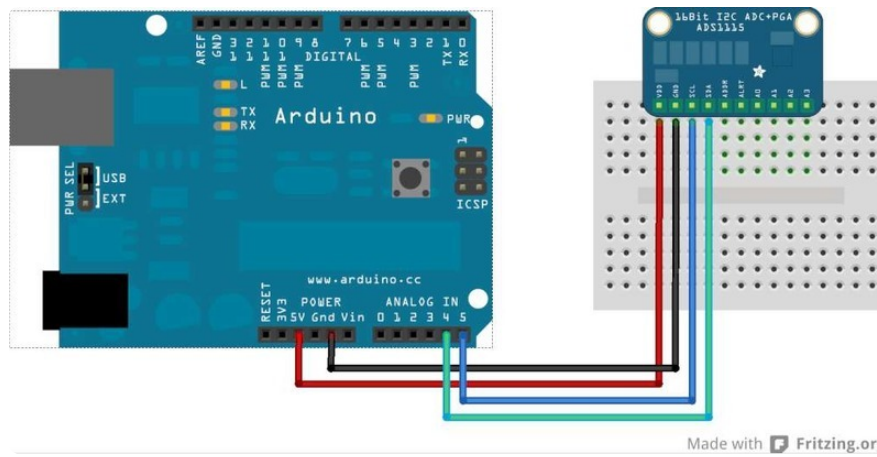 AREF
GND
13
12
11
10
9
8
7
6
5
4
3
2
1
0
PWM
PWM
PWM
PWM
PWM
PWM
TX
RX
DIGITAL
L
TX
RX
Arduino
PWR
1
ICSP
PWR SEL
USB
EXT
www.arduino.cc
POWER
ANALOG IN
RESET
3V3
5V
Gnd
Vin
0
1
2
3
4
5
16Bit I2C ADC+PGA
ADS1115
VDD
GND
SCL
SDA
ADDR
ALRT
A0
A1
A2
A3
Made with Fritzing.or